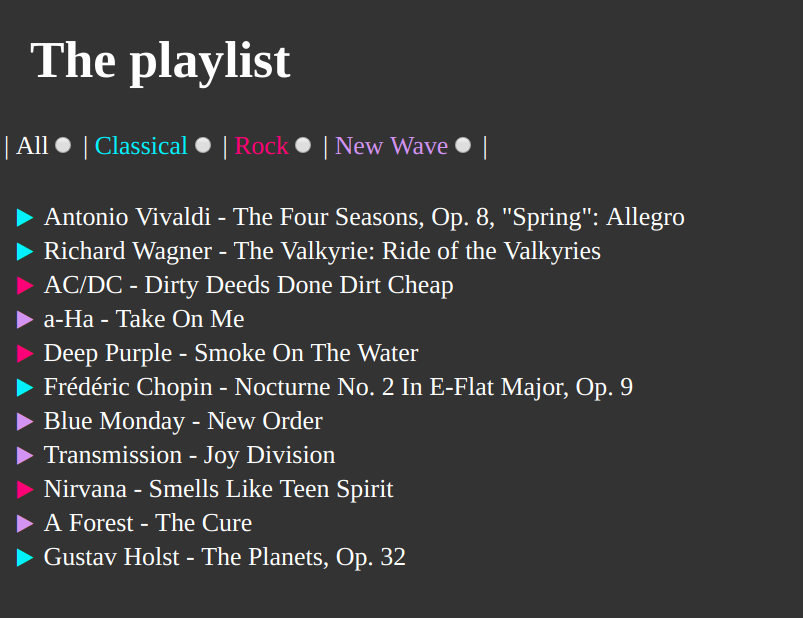 The playlist
| All | Classical | Rock | New Wave |
Antonio Vivaldi - The Four Seasons, Op. 8, "Spring": Allegro
Richard Wagner - The Valkyrie: Ride of the Valkyries
AC/DC - Dirty Deeds Done Dirt Cheap
a-Ha - Take On Me
Deep Purple - Smoke On The Water
Frédéric Chopin - Nocturne No. 2 In E-Flat Major, Op. 9
Blue Monday - New Order
Transmission - Joy Division
Nirvana - Smells Like Teen Spirit
A Forest - The Cure
Gustav Holst - The Planets, Op. 32